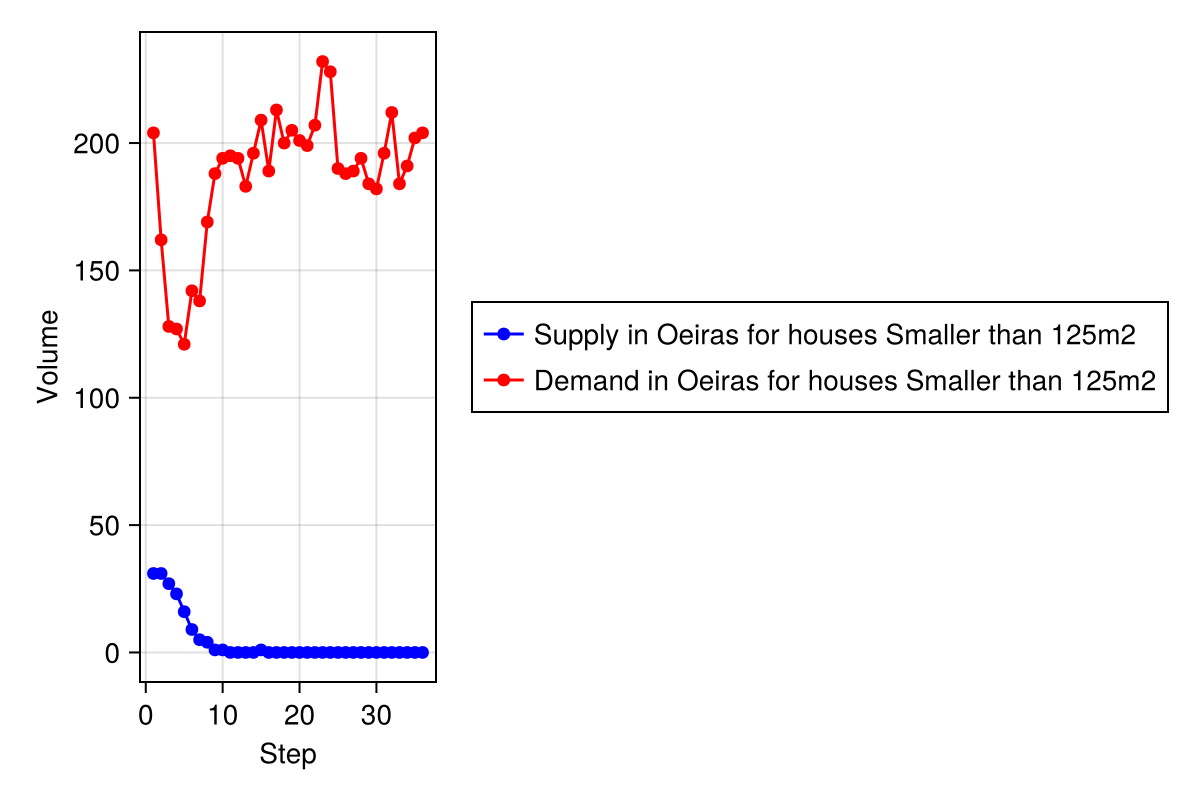 200
150
100
50
0
Volume
0 10 20 30
Step
Supply in Oeiras for houses Smaller than 125m2
Demand in Oeiras for houses Smaller than 125m2